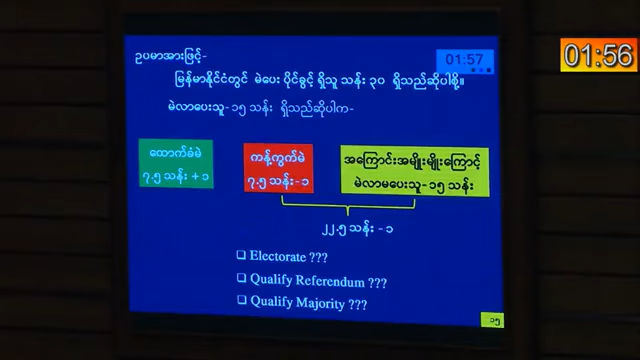 ဥပမာအားဖြင့်-
01:57
01:56
မြန်မာနိုင်ငံတွင် မဲပေး ပိုင်ခွင့် ရှိသူ သန်း ၃၀ ရှိသည်ဆိုပါစို့။
မဲလာပေးသူ- ၁၅ သန်း ရှိသည်ဆိုပါက-
ထောက်ခံမဲ
၇.၅ သန်း + ၁
ကန့်ကွက်မဲ
၇.၅ သန်း - ၁
အကြောင်းအမျိုးမျိုးကြောင့်
မဲလာမပေးသူ- ၁၅ သန်း
၂၂.၅ သန်း - ၁
❑ Electorate ???
❑ Qualify Referendum ???
❑ Qualify Majority ???
၁၅